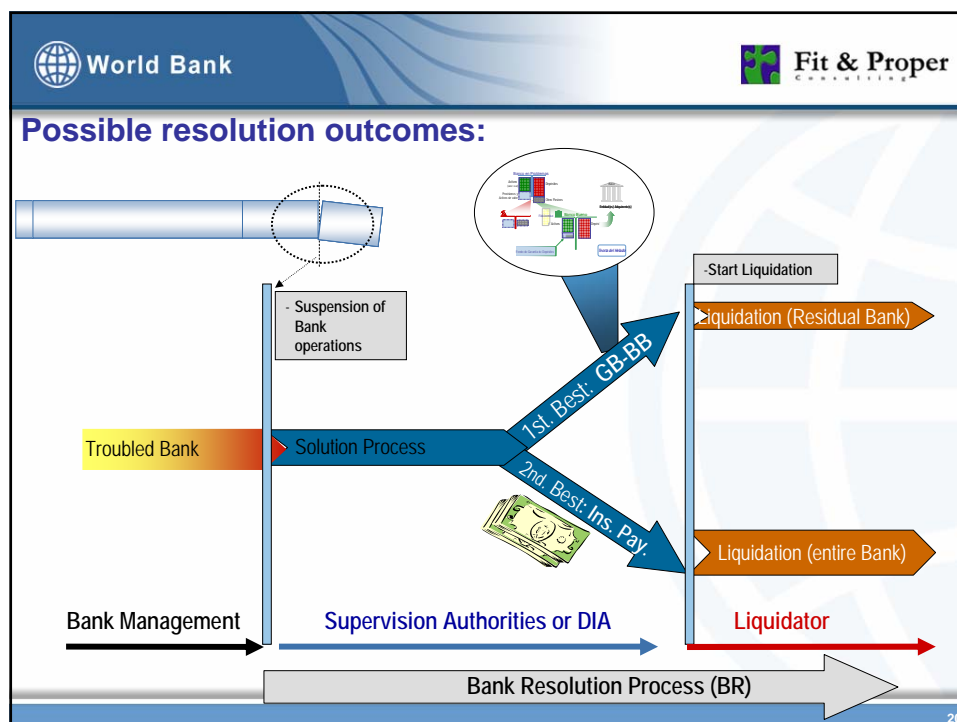 World Bank
Fit & Proper
Consulting
Possible resolution outcomes:
-Start Liquidation
- Suspension of
Bank
operations
Liquidation (Residual Bank)
1st. Best: GB-BB
Troubled Bank
Solution Process
2nd. Best: Ins. Pay.
Liquidation (entire Bank)
Bank Management
Supervision Authorities or DIA
Liquidator
Bank Resolution Process (BR)